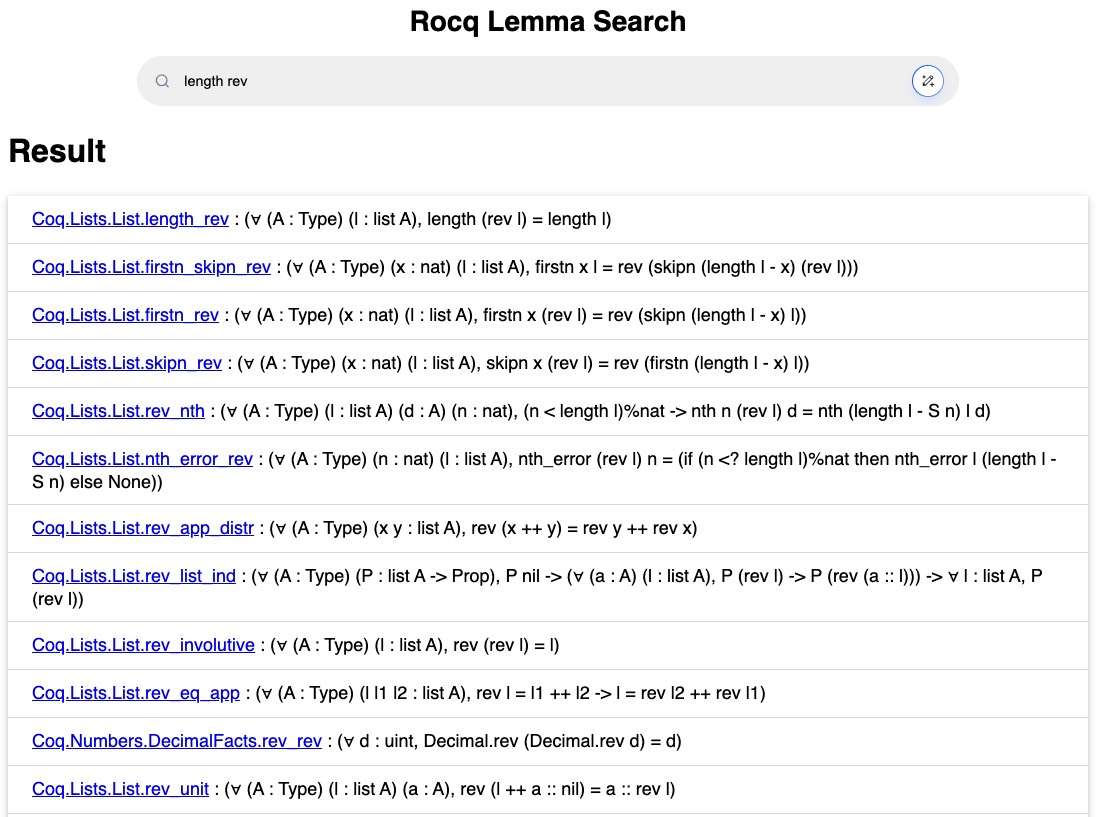 Rocq Lemma Search
length rev
Result
Coq.Lists.List.length_rev : (∀ (A : Type) (l : list A), length (rev l) = length l)
Coq.Lists.List.firstn_skipn_rev : (∀ (A : Type) (x : nat) (l : list A), firstn x l = rev (skipn (length l - x) (rev l)))
Coq.Lists.List.firstn_rev : (∀ (A : Type) (x : nat) (l : list A), firstn x (rev l) = rev (skipn (length l - x) l))
Coq.Lists.List.skipn_rev : (∀ (A : Type) (x : nat) (l : list A), skipn x (rev l) = rev (firstn (length l - x) l))
Coq.Lists.List.rev_nth : (∀ (A : Type) (l : list A) (d : A) (n : nat), (n < length l)%nat -> nth n (rev l) d = nth (length l - S n) l d)
Coq.Lists.List.nth_error_rev : (∀ (A : Type) (n : nat) (l : list A), nth_error (rev l) n = (if (n <? length l)%nat then nth_error l (length l -
S n) else None))
Coq.Lists.List.rev_app_distr : (∀ (A : Type) (x y : list A), rev (x ++ y) = rev y ++ rev x)
Coq.Lists.List.rev_list_ind : (∀ (A : Type) (P : list A -> Prop), P nil -> (∀ (a : A) (l : list A), P (rev l) -> P (rev (a :: l))) -> ∀ l : list A, P
(rev l))
Coq.Lists.List.rev_involutive : (∀ (A : Type) (l : list A), rev (rev l) = l)
Coq.Lists.List.rev_eq_app : (∀ (A : Type) (l l1 l2 : list A), rev l = l1 ++ l2 -> l = rev l2 ++ rev l1)
Coq.Numbers.DecimalFacts.rev_rev : (∀ d : uint, Decimal.rev (Decimal.rev d) = d)
Coq.Lists.List.rev_unit : (∀ (A : Type) (l : list A) (a : A), rev (l ++ a :: nil) = a :: rev l)